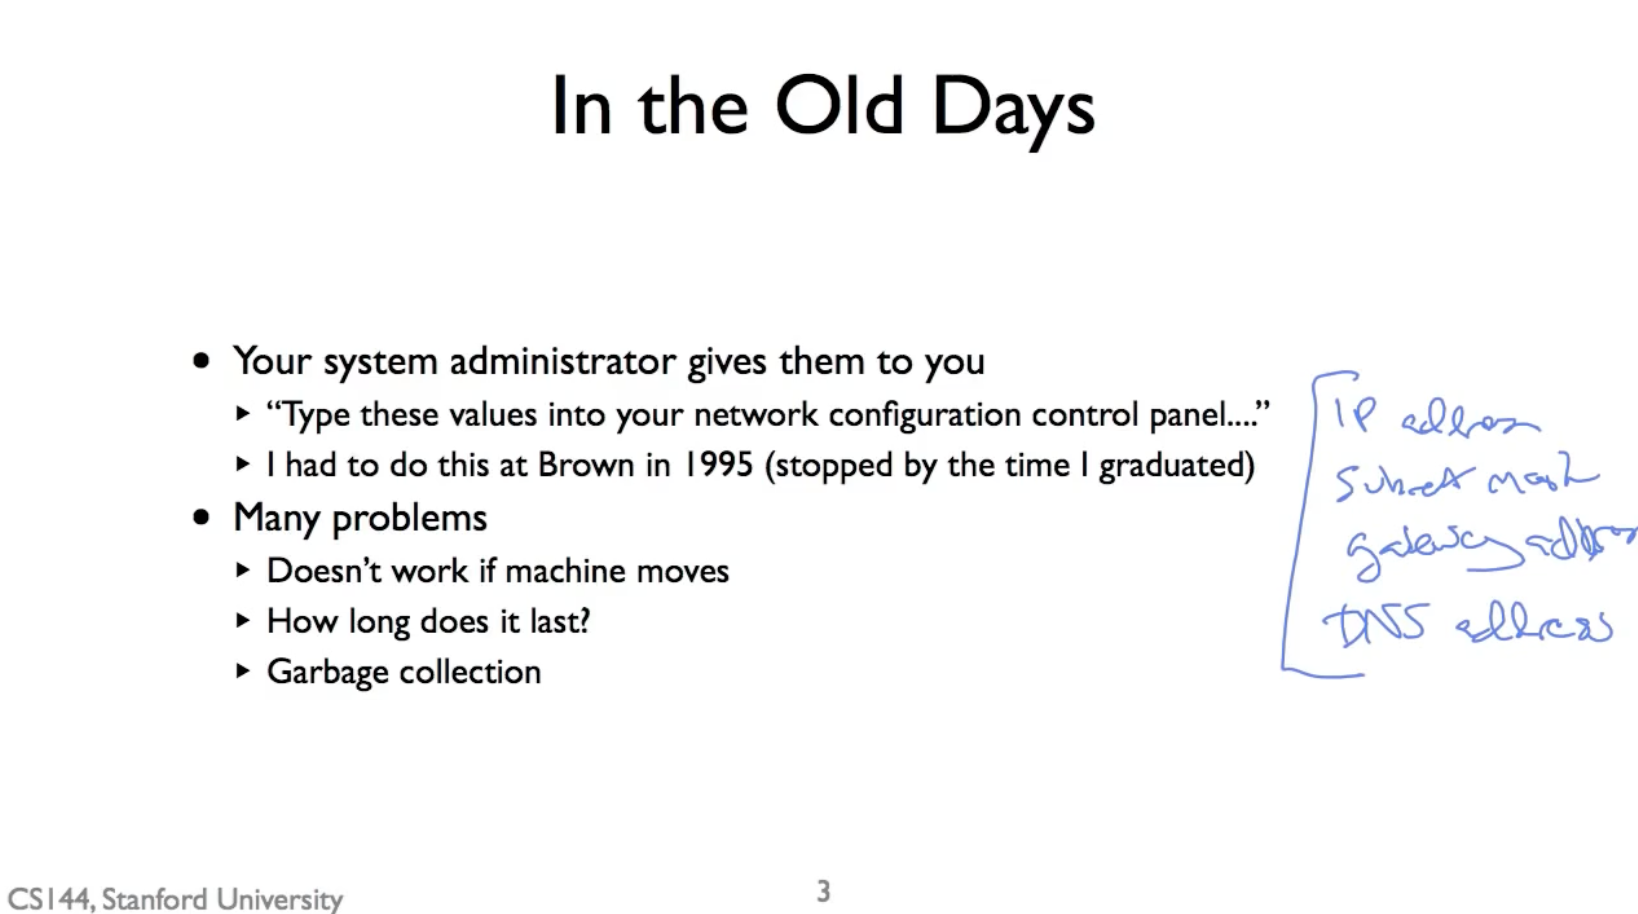 In the Old Days
• Your system administrator gives them to you
▸ “Type these values into your network configuration control panel....”
▸ I had to do this at Brown in 1995 (stopped by the time I graduated)
• Many problems
▸ Doesn’t work if machine moves
▸ How long does it last?
▸ Garbage collection
IP address
Subnet mask
gateway address
DNS address
CS144, Stanford University
3